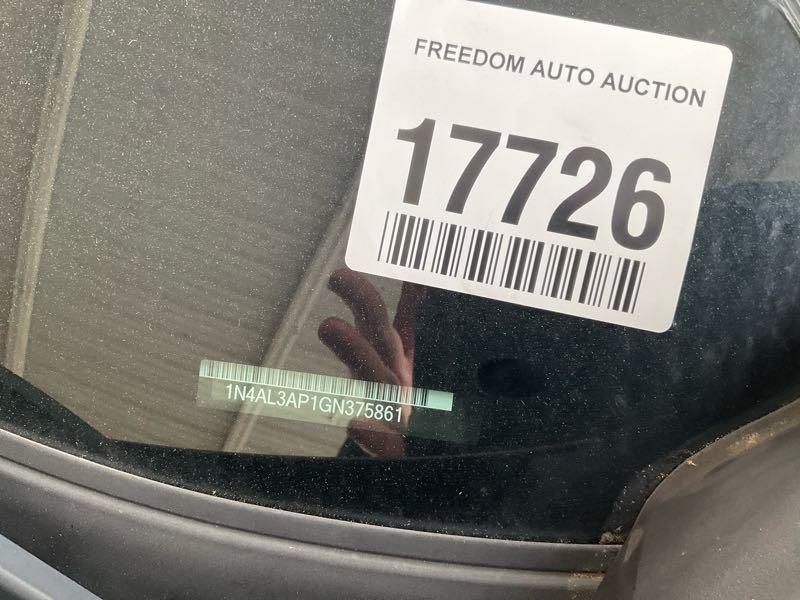 FREEDOM AUTO AUCTION
17726
1N4AL3AP1GN375861